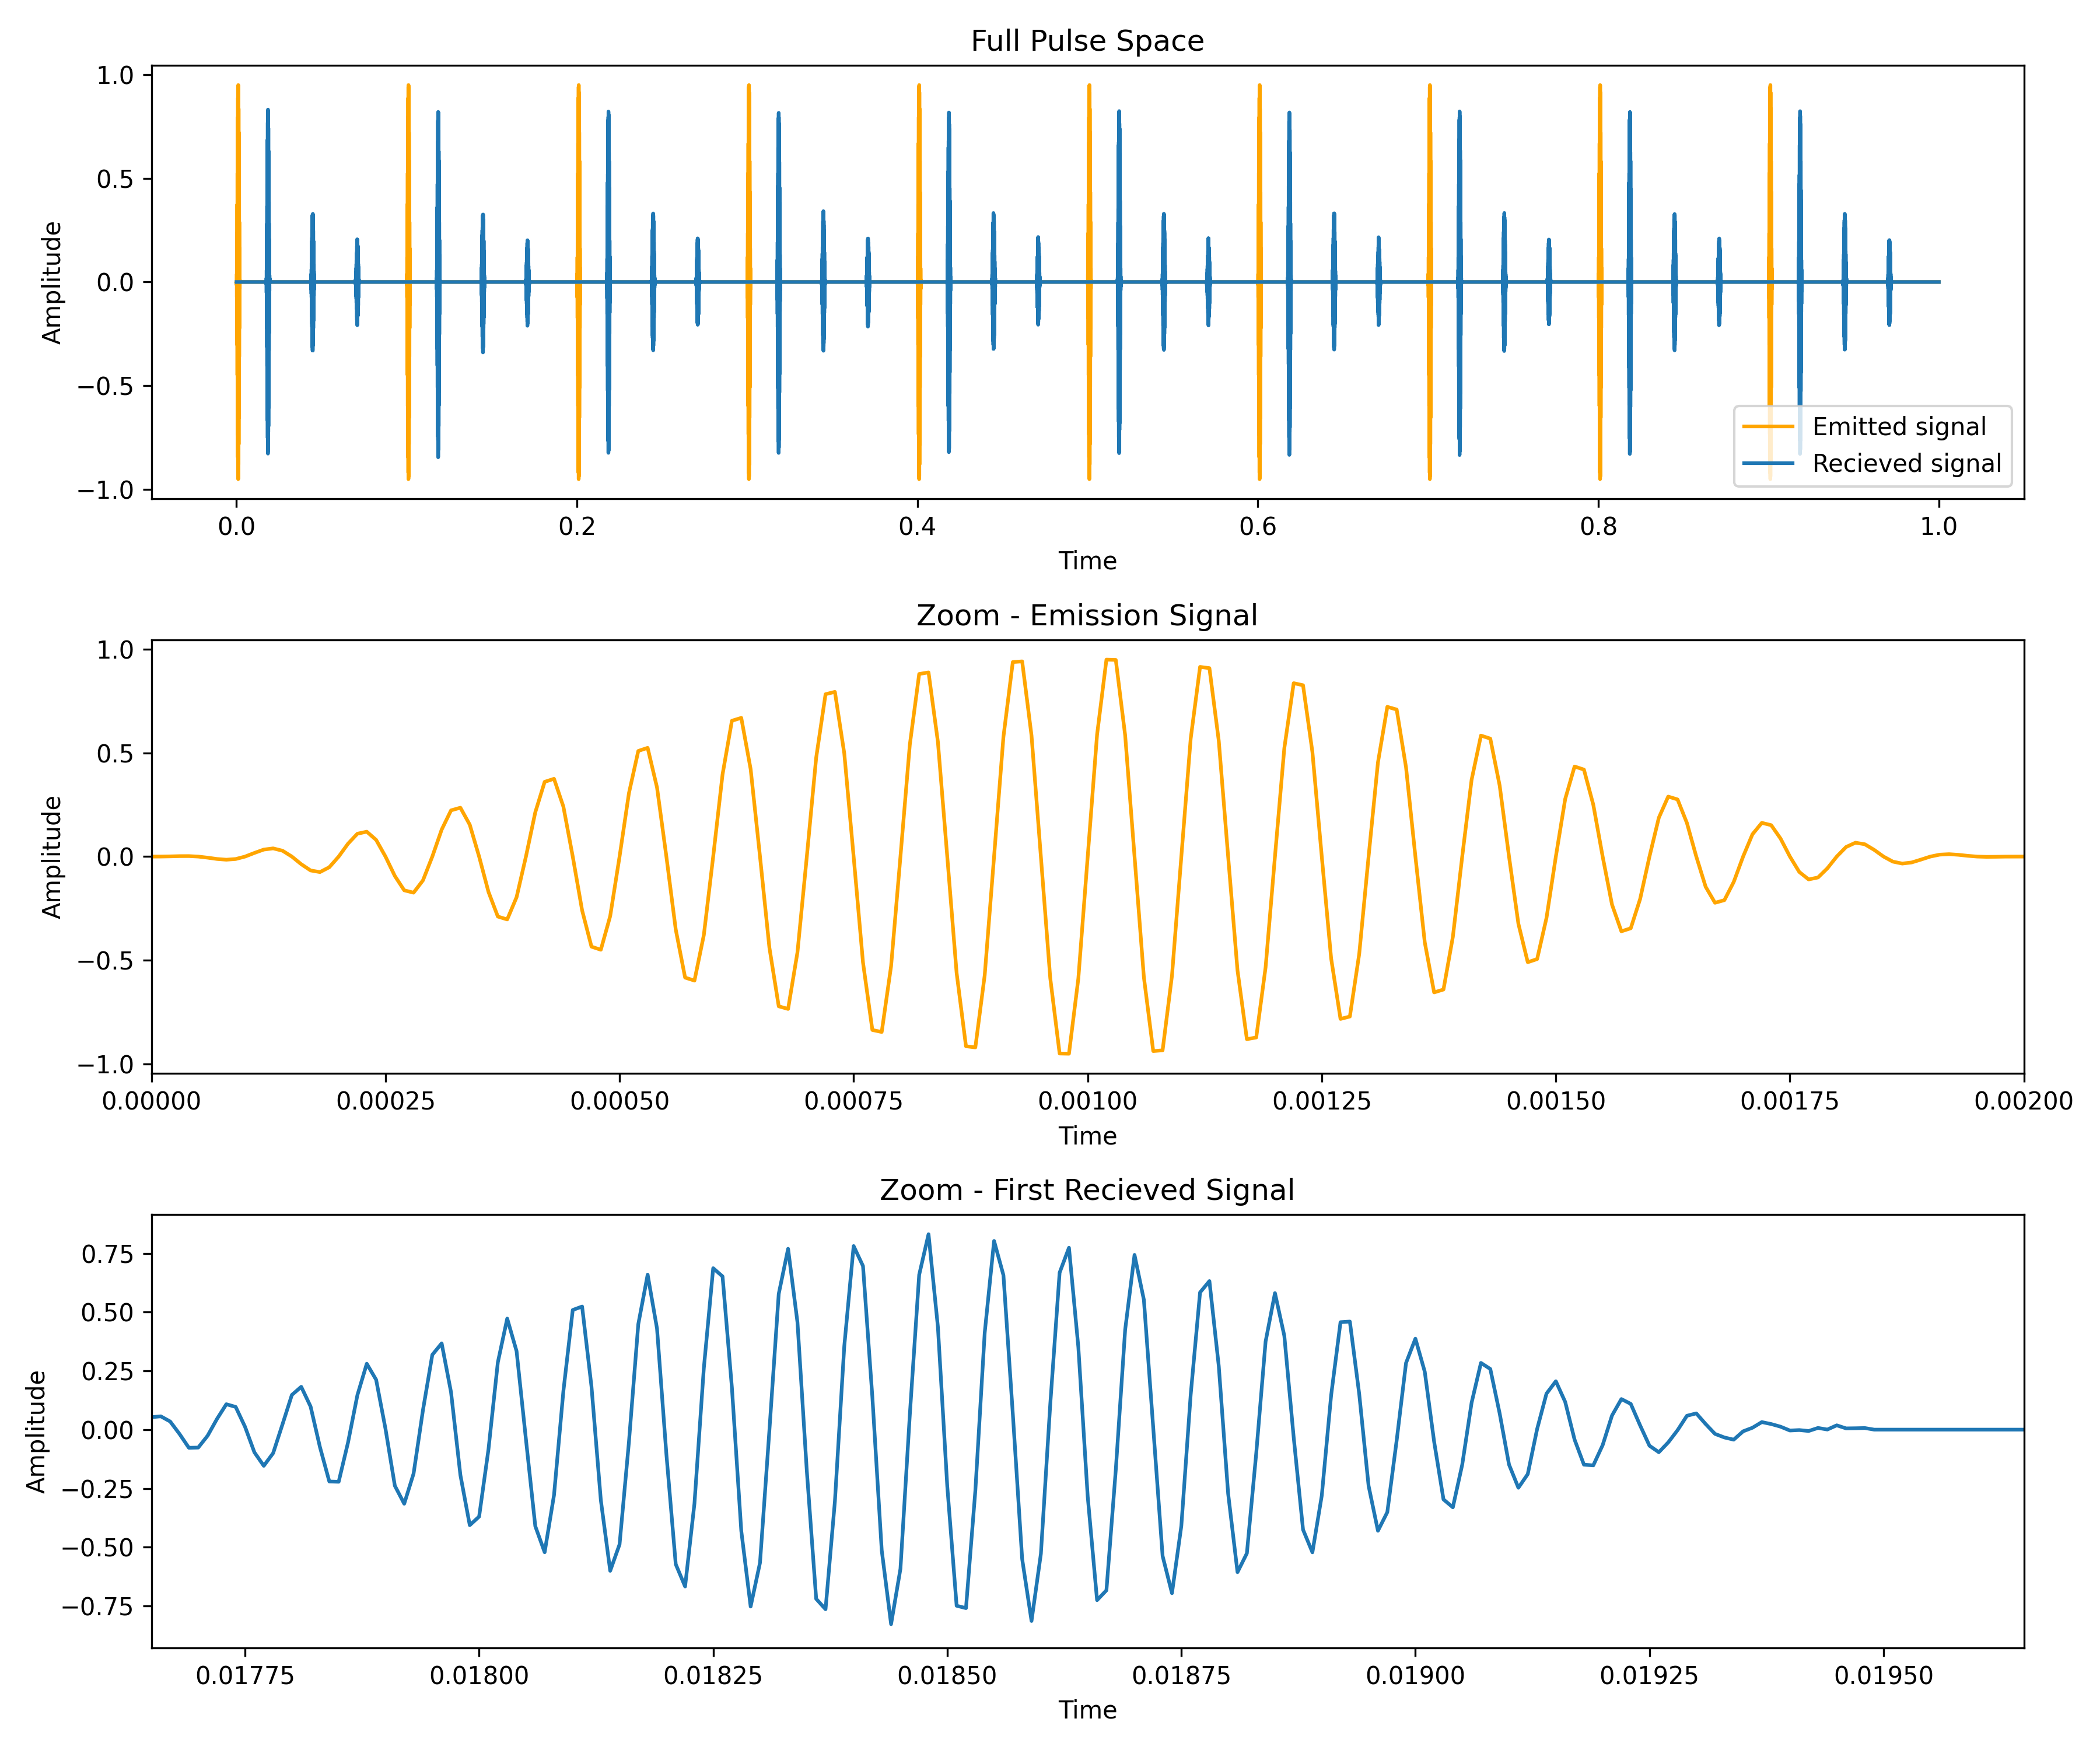 Full Pulse Space
1.0
0.5
0.0
−0.5
−1.0
Amplitude
Emitted signal
Recieved signal
0.0 0.2 0.4 0.6 0.8 1.0
Time
Zoom - Emission Signal
1.0
0.5
0.0
−0.5
−1.0
Amplitude
0.00000 0.00025 0.00050 0.00075 0.00100 0.00125 0.00150 0.00175 0.00200
Time
Zoom - First Recieved Signal
0.75
0.50
0.25
0.00
−0.25
−0.50
−0.75
Amplitude
0.01775 0.01800 0.01825 0.01850 0.01875 0.01900 0.01925 0.01950
Time